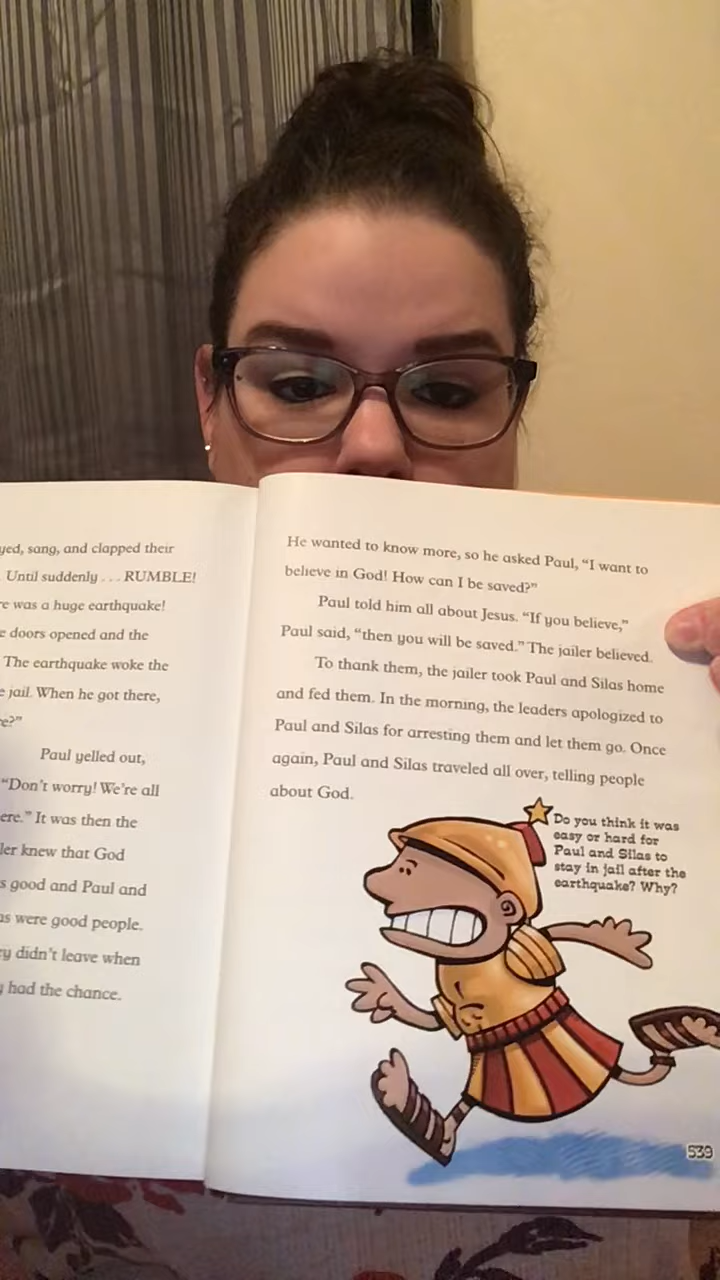 yed, sang, and clapped their
Until suddenly . . . RUMBLE!
e was a huge earthquake!
e doors opened and the
The earthquake woke the
e jail. When he got there,
e?”
Paul yelled out,
“Don’t worry! We’re all
ere.” It was then the
ler knew that God
s good and Paul and
as were good people.
y didn’t leave when
y had the chance.
He wanted to know more, so he asked Paul, “I want to
believe in God! How can I be saved?”
Paul told him all about Jesus. “If you believe,”
Paul said, “then you will be saved.” The jailer believed.
To thank them, the jailer took Paul and Silas home
and fed them. In the morning, the leaders apologized to
Paul and Silas for arresting them and let them go. Once
again, Paul and Silas traveled all over, telling people
about God.
Do you think it was
easy or hard for
Paul and Silas to
stay in jail after the
earthquake? Why?
539